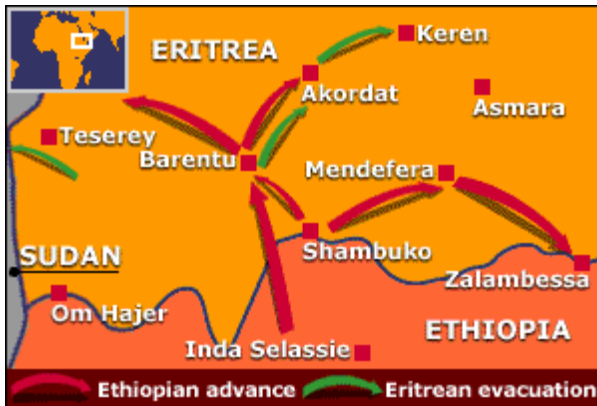 Keren
ERITREA
Akordat
Asmara
Teserey
Barentu
Mendefera
SUDAN
Shambuko
Zalambessa
Om Hajer
ETHIOPIA
Inda Selassie
Ethiopian advance
Eritrean evacuation